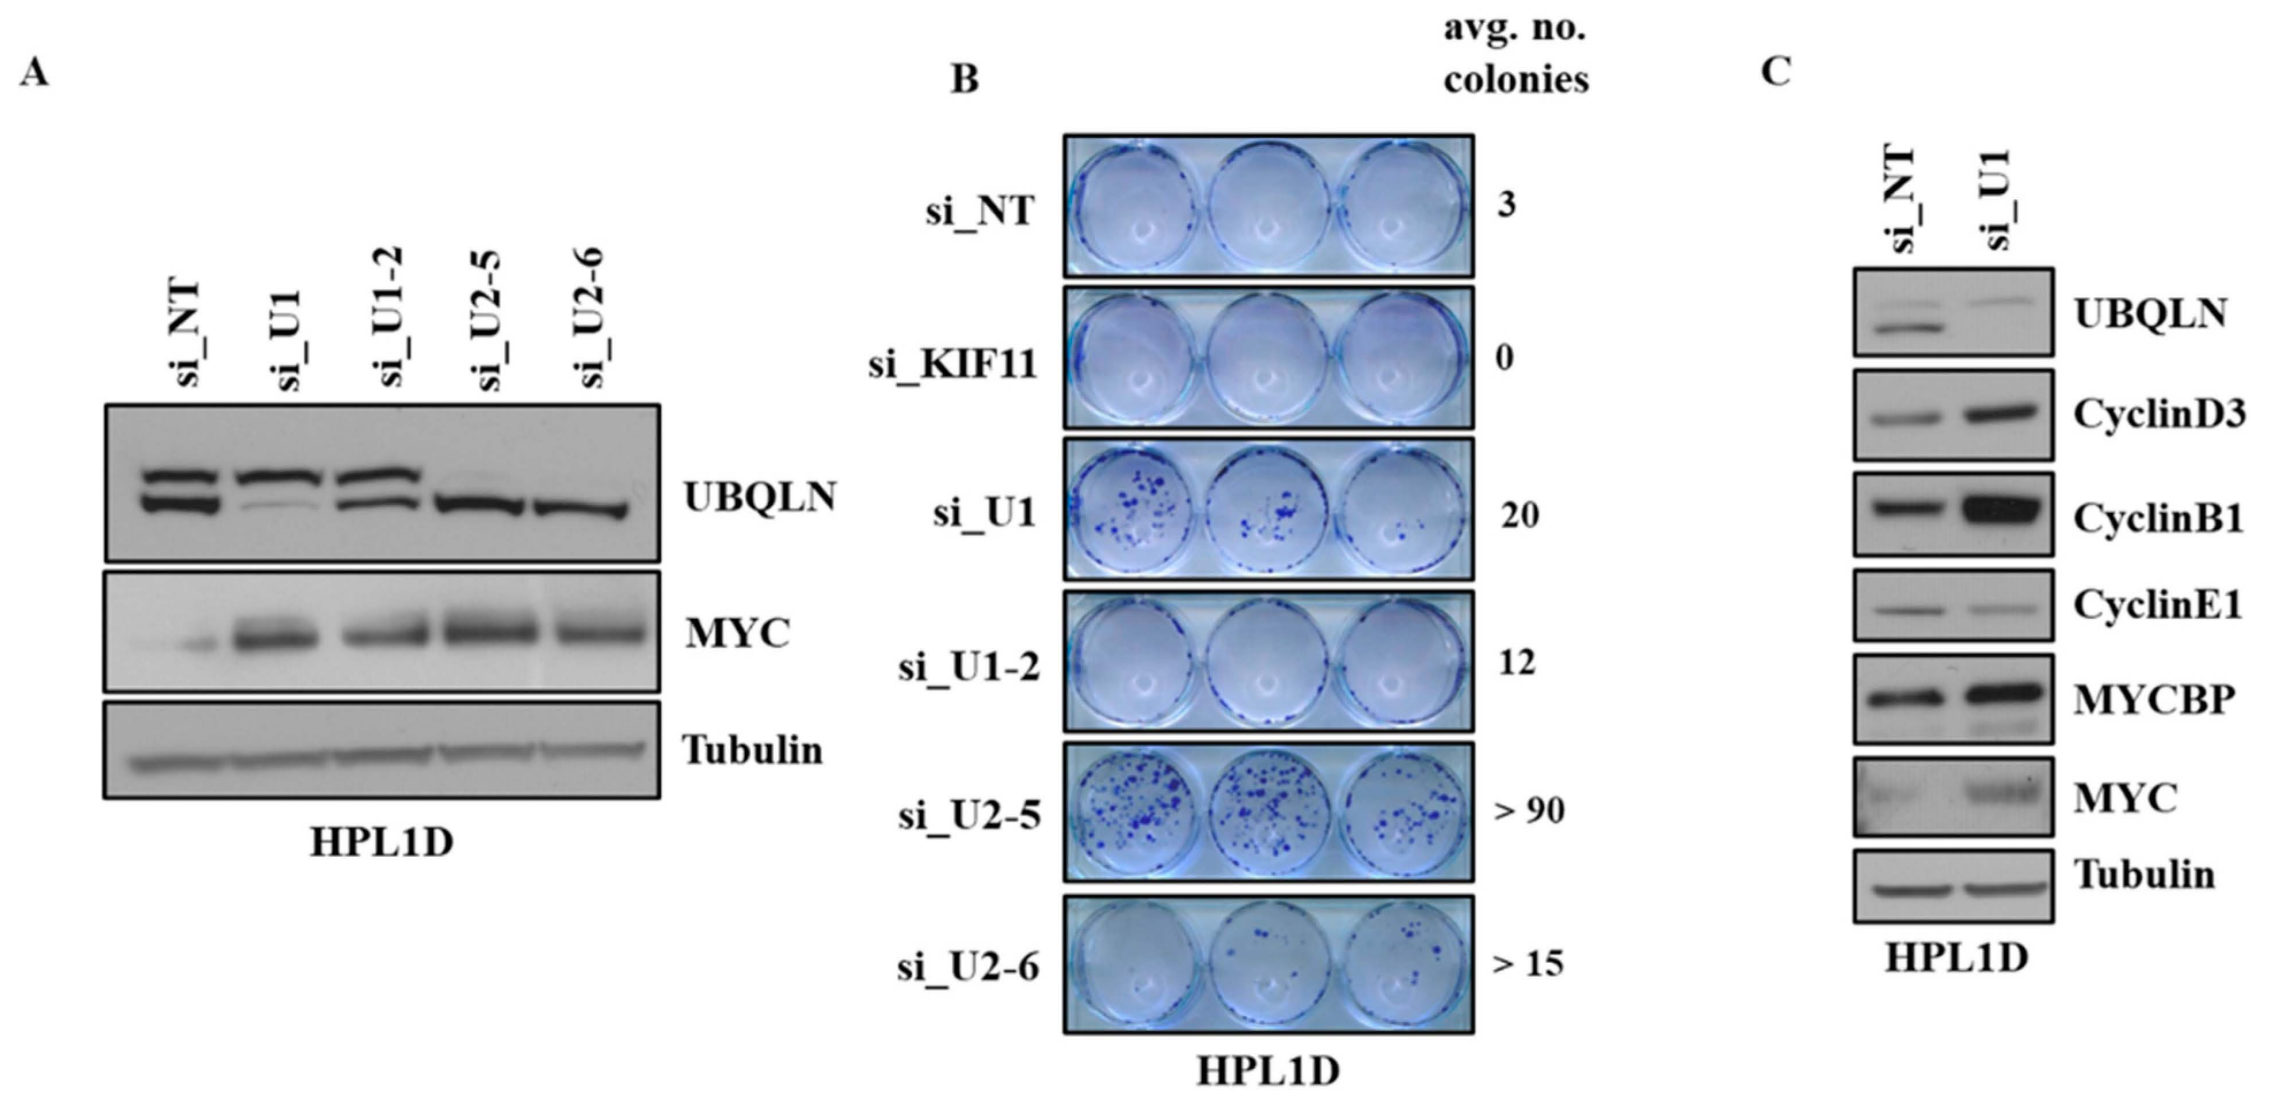 A
si_NT
si_U1
si_U1-2
si_U2-5
si_U2-6
UBQLN
MYC
Tubulin
HPL1D
B
avg. no.
colonies
si_NT
3
si_KIF11
0
si_U1
20
si_U1-2
12
si_U2-5
> 90
si_U2-6
> 15
HPL1D
C
si_NT
si_U1
UBQLN
CyclinD3
CyclinB1
CyclinE1
MYCBP
MYC
Tubulin
HPL1D